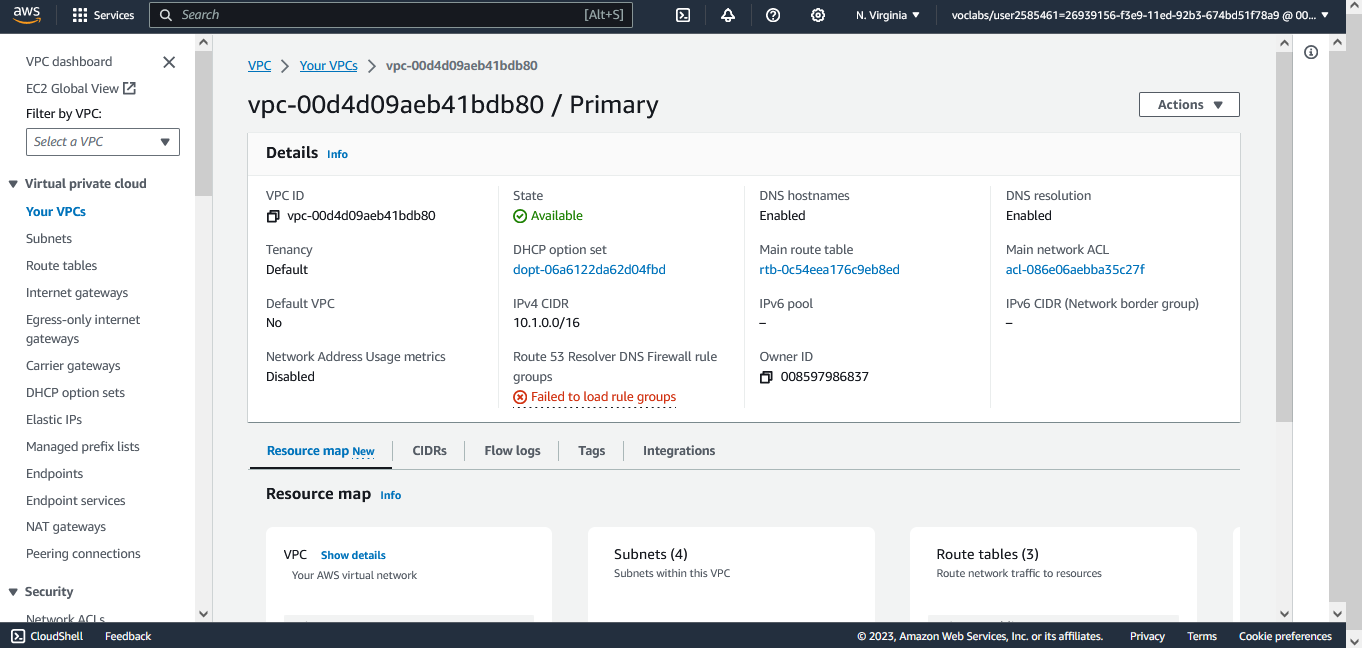 aws
Services
Search
[Alt+S]
N. Virginia
voclabs/user2585461=26939156-f3e9-11ed-92b3-674bd51f78a9 @ 00...
VPC dashboard
EC2 Global View
Filter by VPC:
Select a VPC
Virtual private cloud
Your VPCs
Subnets
Route tables
Internet gateways
Egress-only internet
gateways
Carrier gateways
DHCP option sets
Elastic IPs
Managed prefix lists
Endpoints
Endpoint services
NAT gateways
Peering connections
Security
Network ACLs
VPC > Your VPCs > vpc-00d4d09aeb41bdb80
vpc-00d4d09aeb41bdb80 / Primary
Actions
Details Info
VPC ID
vpc-00d4d09aeb41bdb80
State
Available
DNS hostnames
Enabled
DNS resolution
Enabled
Tenancy
Default
DHCP option set
dopt-06a6122da62d04fbd
Main route table
rtb-0c54eea176c9eb8ed
Main network ACL
acl-086e06aebba35c27f
Default VPC
No
IPv4 CIDR
10.1.0.0/16
IPv6 pool
–
IPv6 CIDR (Network border group)
–
Network Address Usage metrics
Disabled
Route 53 Resolver DNS Firewall rule
groups
Failed to load rule groups
Owner ID
008597986837
Resource map New
CIDRs
Flow logs
Tags
Integrations
Resource map Info
VPC Show details
Your AWS virtual network
Subnets (4)
Subnets within this VPC
Route tables (3)
Route network traffic to resources
CloudShell
Feedback
© 2023, Amazon Web Services, Inc. or its affiliates.
Privacy
Terms
Cookie preferences